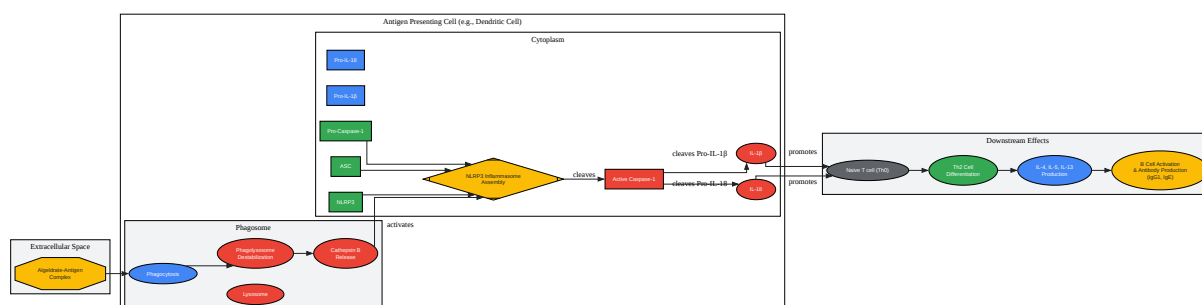 Antigen Presenting Cell (e.g., Dendritic Cell)
Cytoplasm
Pro-IL-18
Pro-IL-1β
Pro-Caspase-1
ASC
NLRP3
NLRP3 Inflammasome
Assembly
cleaves
Active Caspase-1
cleaves Pro-IL-1β
cleaves Pro-IL-18
IL-1β
IL-18
promotes
promotes
Downstream Effects
Naive T cell (Th0)
Th2 Cell
Differentiation
IL-4, IL-5, IL-13
Production
B Cell Activation
& Antibody Production
(IgG1, IgE)
Phagosome
activates
Phagolysosome
Destabilization
Cathepsin B
Release
Phagocytosis
Lysosome
Extracellular Space
Algeldrate-Antigen
Complex